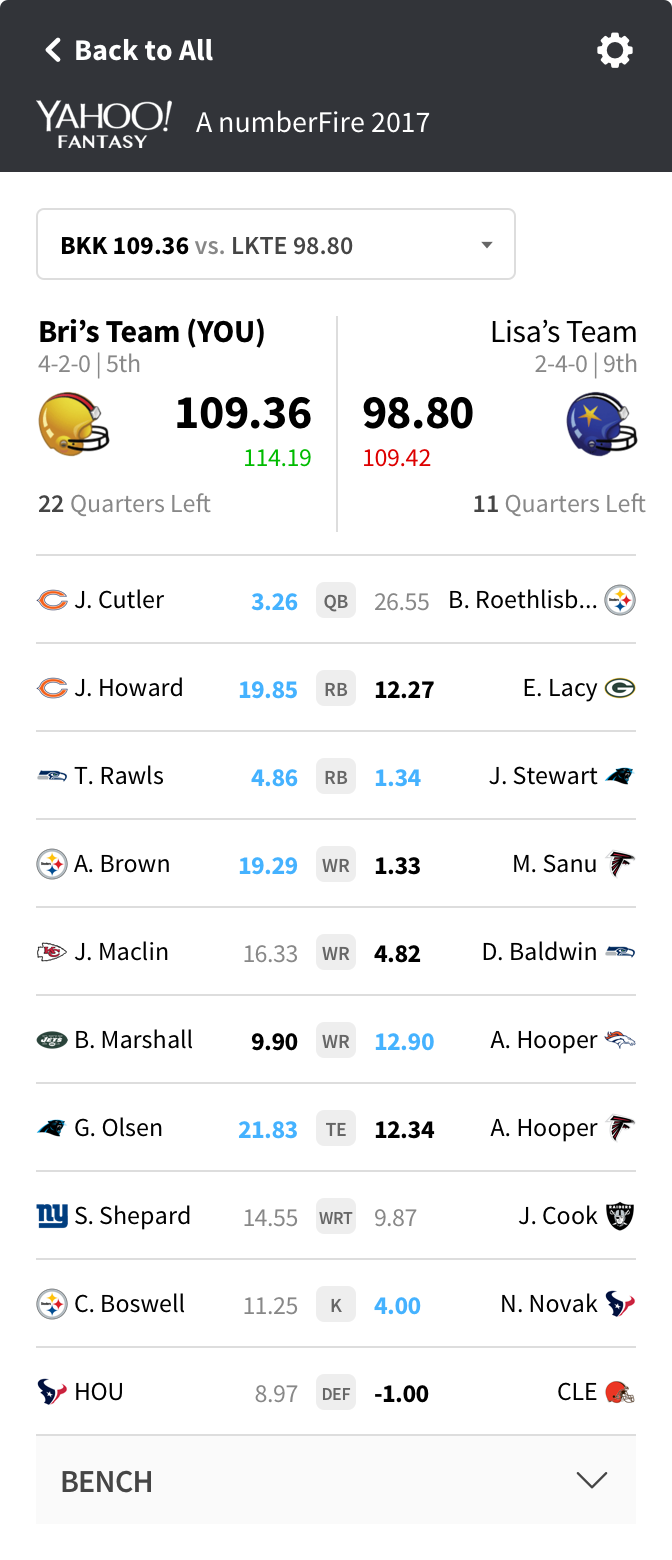 Back to All
YAHOO!
FANTASY
A numberFire 2017
BKK 109.36 vs. LKTE 98.80
Bri's Team (YOU)
4-2-0 | 5th
109.36
114.19
22 Quarters Left
Lisa's Team
2-4-0 | 9th
98.80
109.42
11 Quarters Left
J. Cutler 3.26 QB 26.55 B. Roethlisb...
J. Howard 19.85 RB 12.27 E. Lacy
T. Rawls 4.86 RB 1.34 J. Stewart
A. Brown 19.29 WR 1.33 M. Sanu
J. Maclin 16.33 WR 4.82 D. Baldwin
JETS B. Marshall 9.90 WR 12.90 A. Hooper
G. Olsen 21.83 TE 12.34 A. Hooper
ny S. Shepard 14.55 WRT 9.87 J. Cook RAIDERS
C. Boswell 11.25 K 4.00 N. Novak
HOU 8.97 DEF -1.00 CLE
BENCH